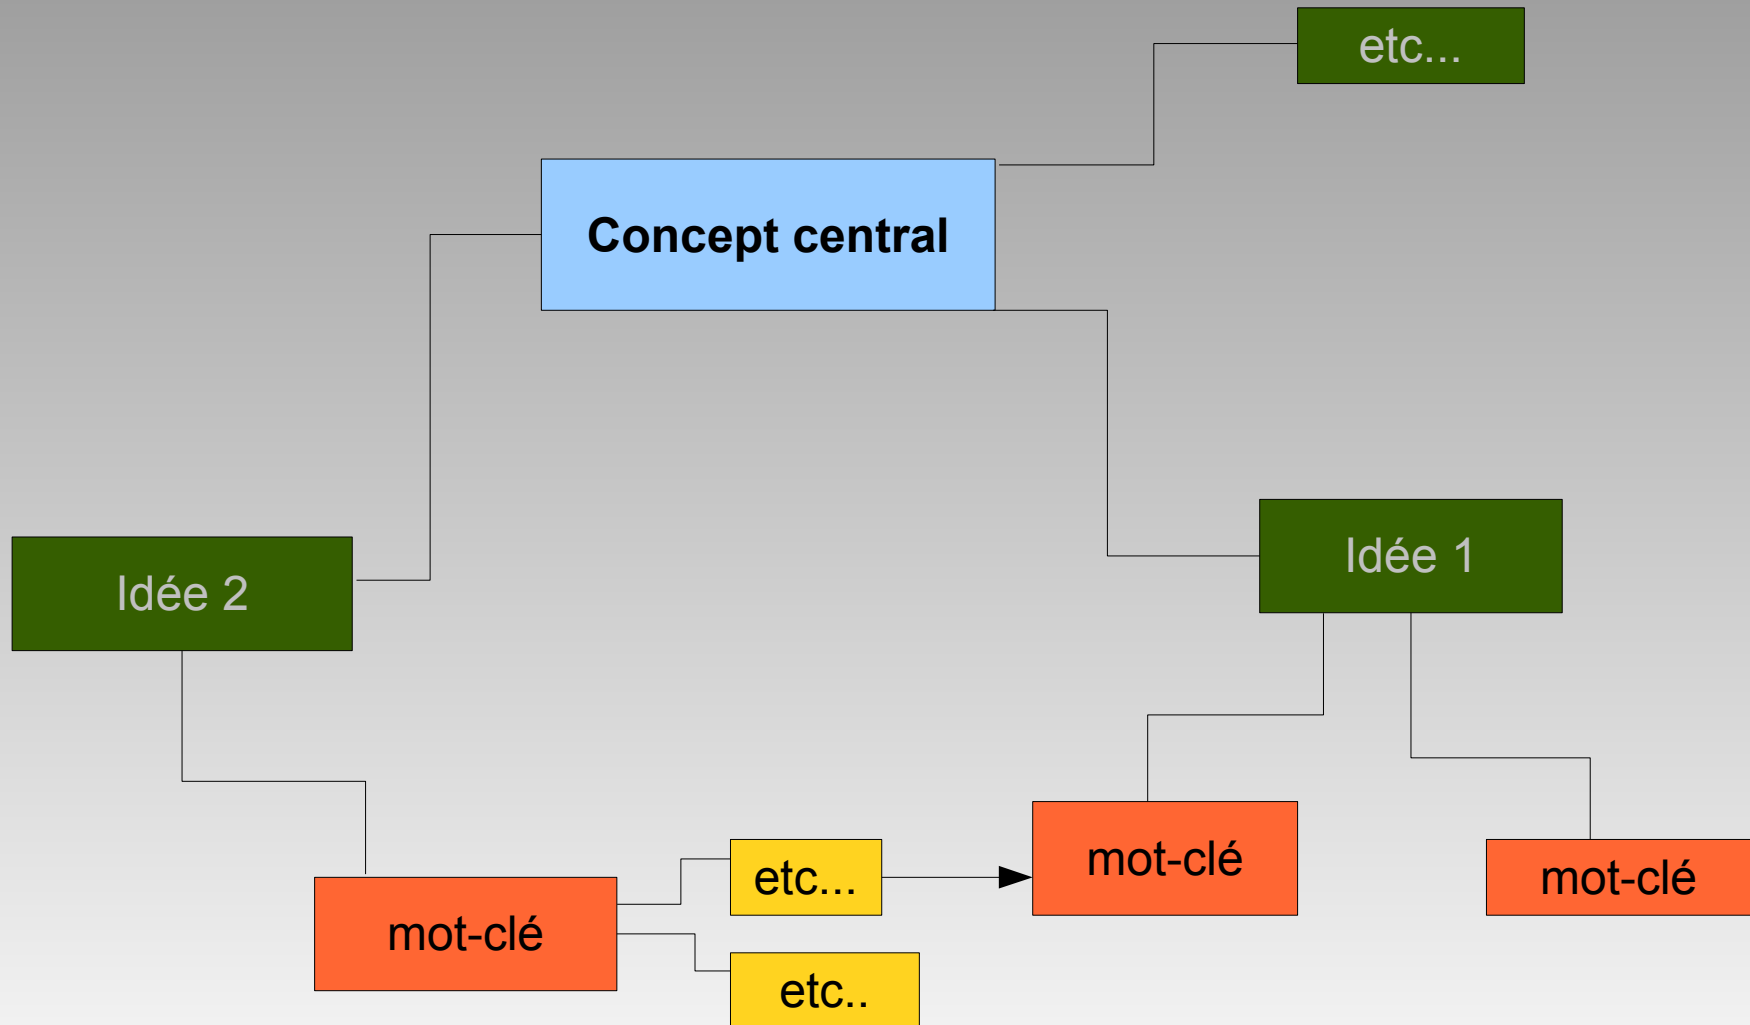 etc...
Concept central
Idée 1
Idée 2
etc...
mot-clé
mot-clé
mot-clé
etc..